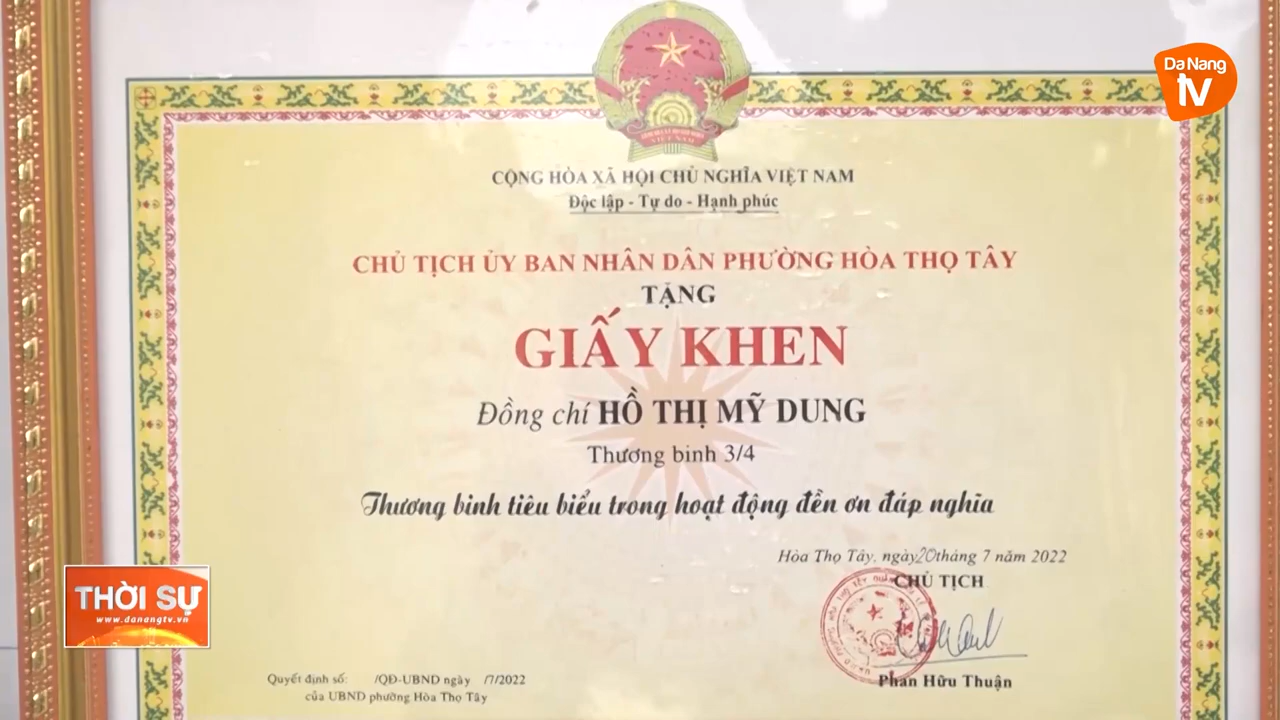 Da Nang
tv
VIỆT NAM
CỘNG HÒA XÃ HỘI CHỦ NGHĨA VIỆT NAM
Độc lập - Tự do - Hạnh phúc
CHỦ TỊCH ỦY BAN NHÂN DÂN PHƯỜNG HÒA THỌ TÂY
TẶNG
GIẤY KHEN
Đồng chí HỒ THỊ MỸ DUNG
Thương binh 3/4
Thương binh tiêu biểu trong hoạt động đền ơn đáp nghĩa
Hòa Thọ Tây, ngày 20 tháng 7 năm 2022
CHỦ TỊCH
Phan Hữu Thuận
Quyết định số: /QĐ-UBND ngày /7/2022
của UBND phường Hòa Thọ Tây
THỜI SỰ
www.danangtv.vn